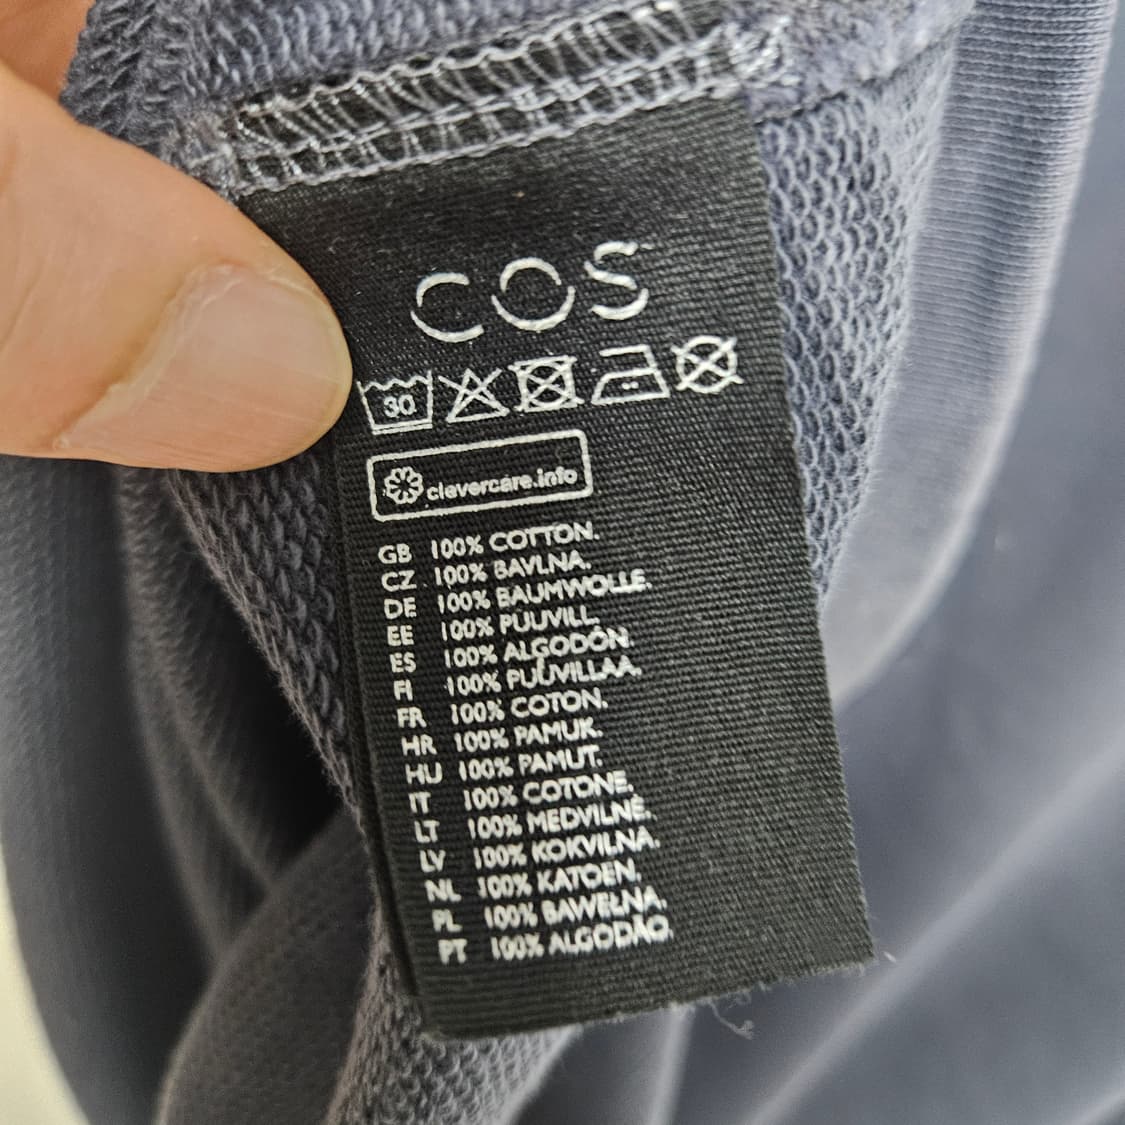 COS
30
clevercare.info
GB 100% COTTON.
CZ 100% BAVLNA.
DE 100% BAUMWOLLE.
EE 100% PUUVILL.
ES 100% ALGODÓN.
FI 100% PUUVILLAA.
FR 100% COTON.
HR 100% PAMUK.
HU 100% PAMUT.
IT 100% COTONE.
LT 100% MEDVILNĖ.
LV 100% KOKVILNA.
NL 100% KATOEN.
PL 100% BAWEŁNA.
PT 100% ALGODÃO.